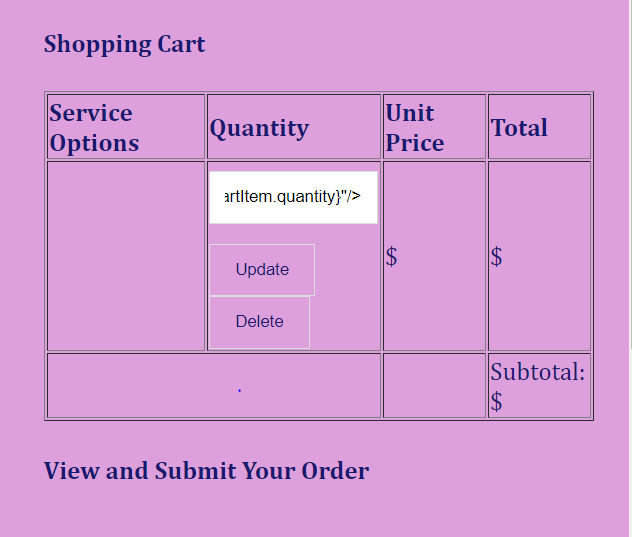 Shopping Cart
Service
Options
Quantity
Unit
Price
Total
artItem.quantity}"/>
Update
Delete
$
$
.
Subtotal:
$
View and Submit Your Order